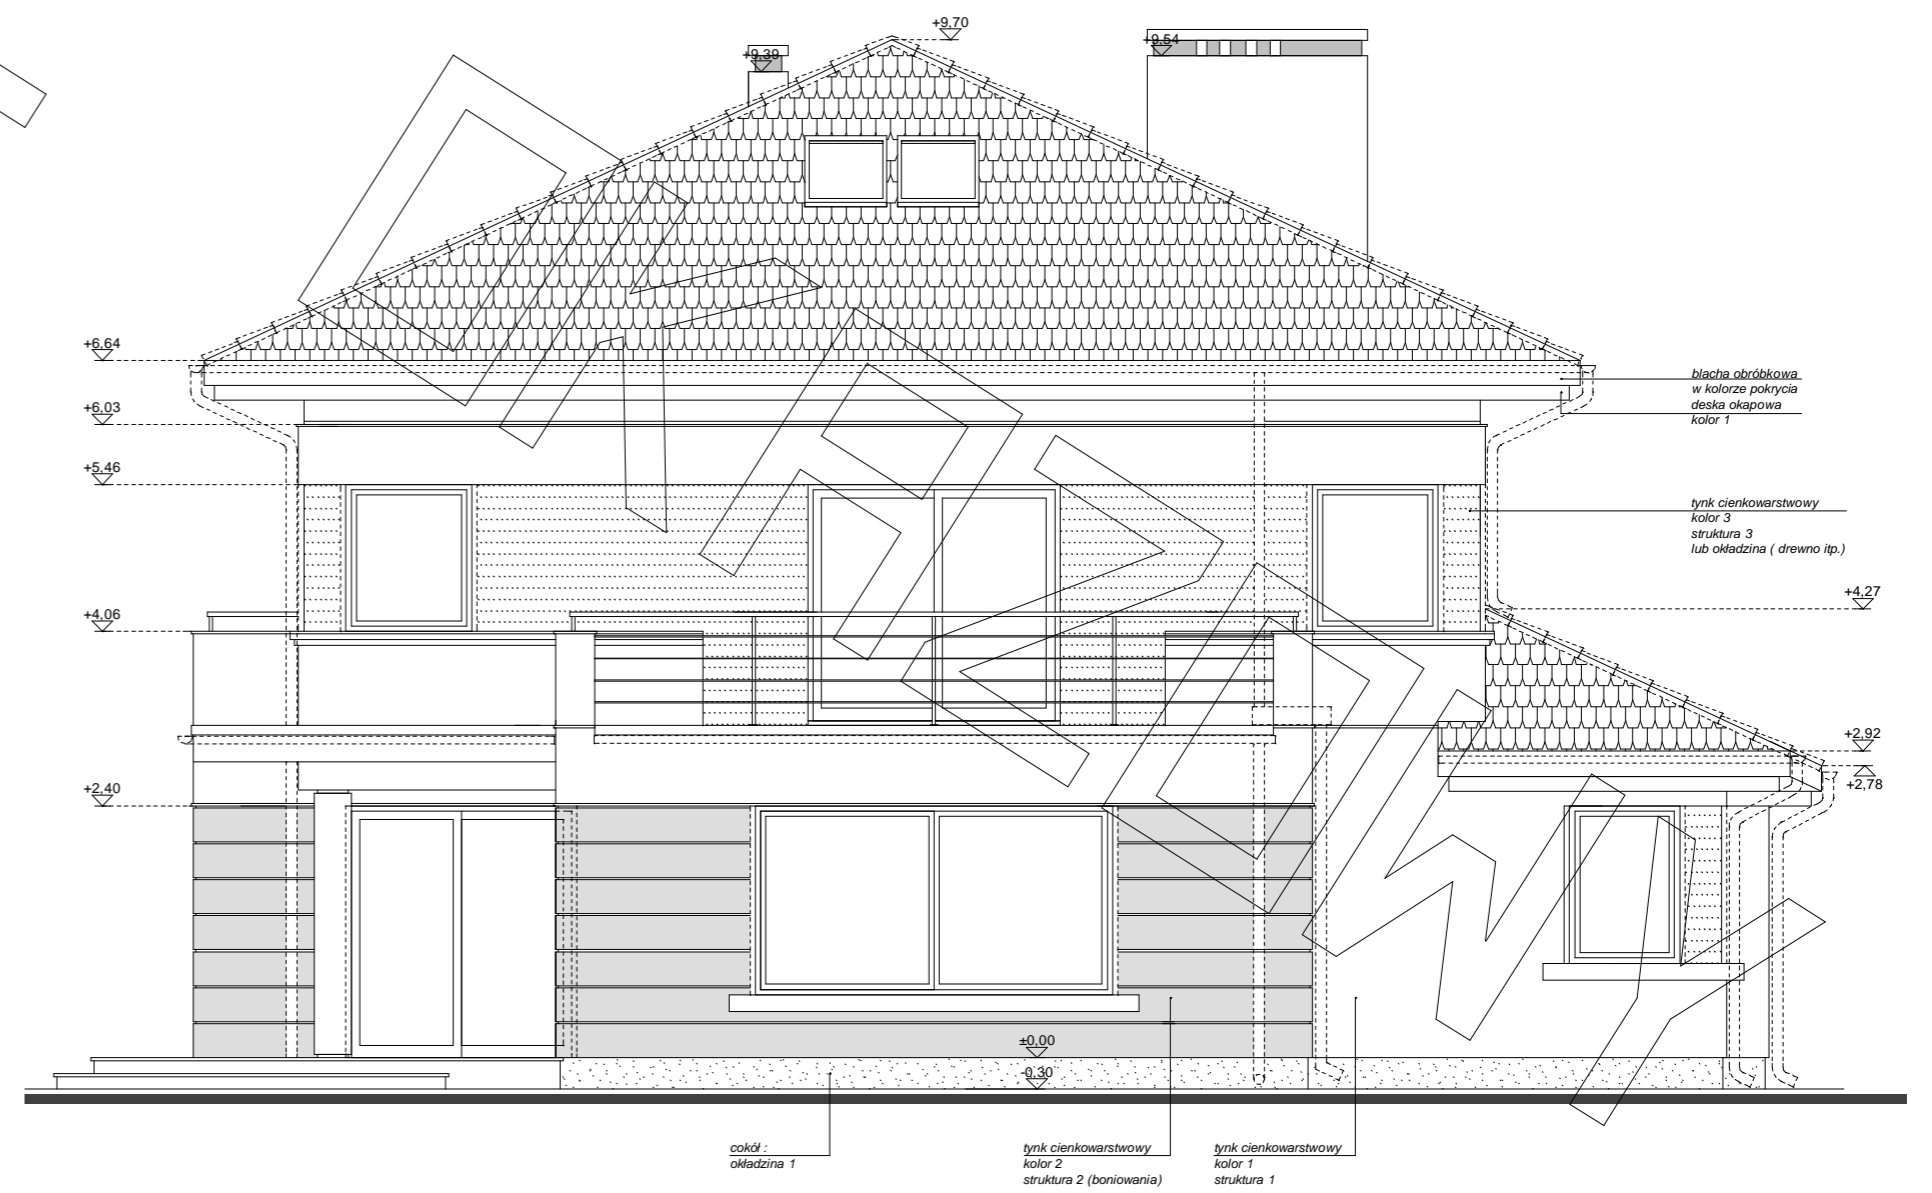 +9,70
+9,54
+9,39
+6,64
+6,03
+5,46
+4,06
+2,40
blacha obróbkowa
w kolorze pokrycia
deska okapowa
kolor 1
tynk cienkowarstwowy
kolor 3
struktura 3
lub okładzina ( drewno itp.)
+4,27
+2,92
+2,78
±0,00
-0,30
cokół :
okładzina 1
tynk cienkowarstwowy
kolor 2
struktura 2 (boniowania)
tynk cienkowarstwowy
kolor 1
struktura 1